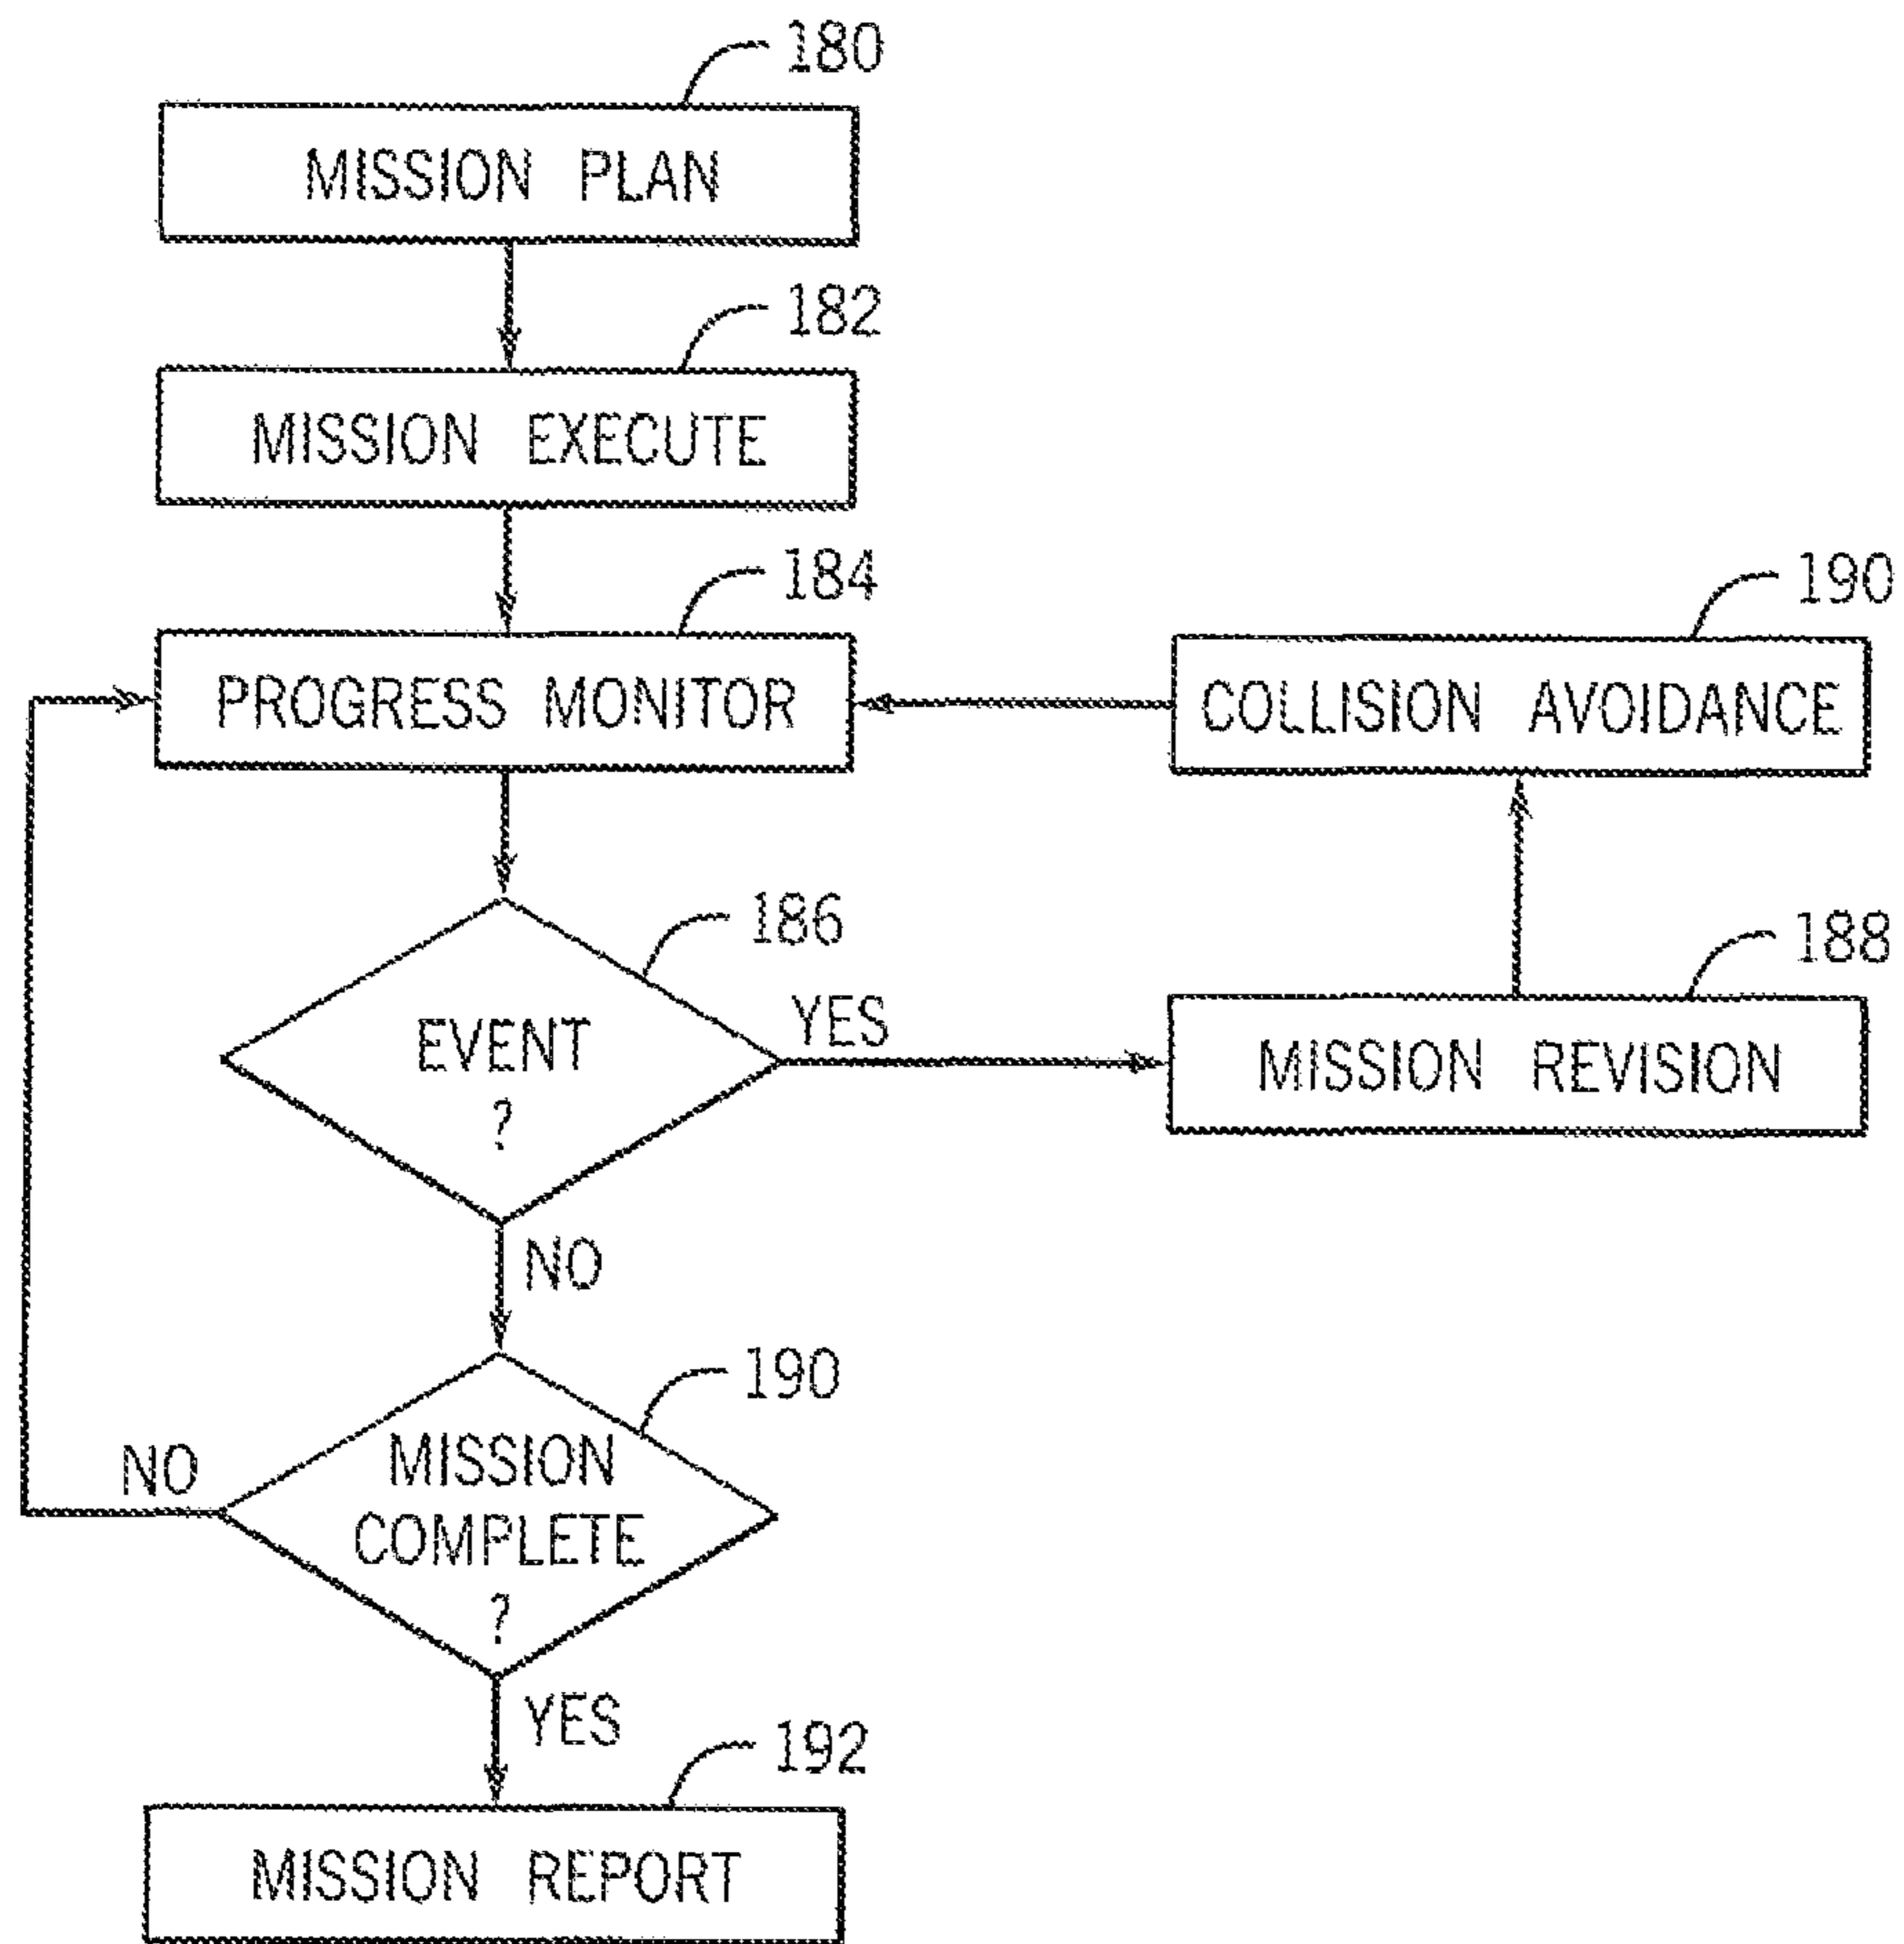 180
MISSION PLAN
182
MISSION EXECUTE
184
PROGRESS MONITOR
190
COLLISION AVOIDANCE
186
EVENT
?
YES
188
MISSION REVISION
NO
190
MISSION
COMPLETE
?
NO
YES
192
MISSION REPORT